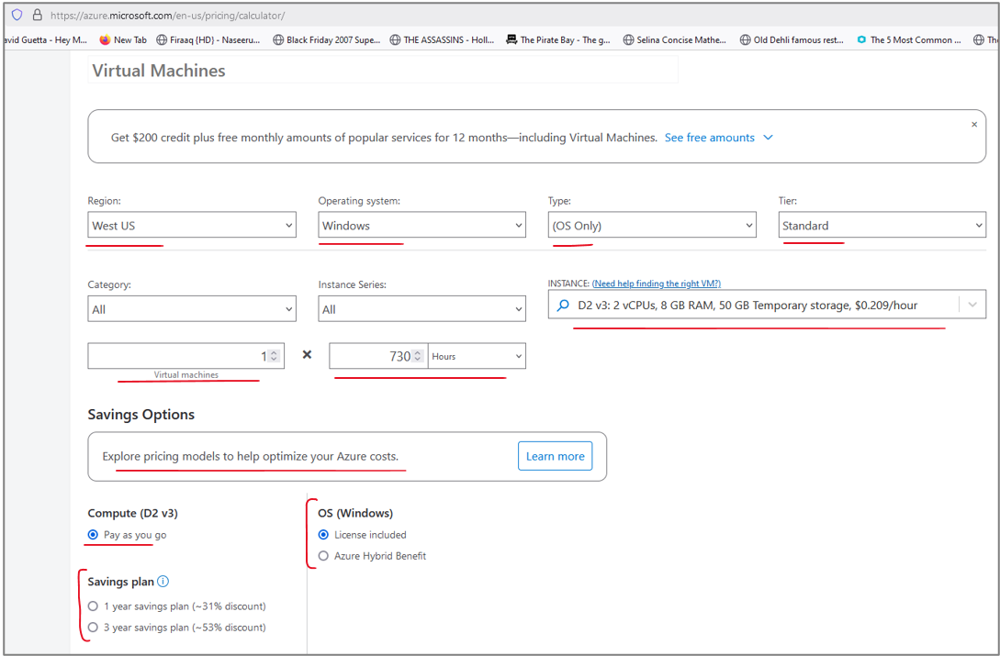 https://azure.microsoft.com/en-us/pricing/calculator/
avid Guetta - Hey M... New Tab Firaaq {HD} - Naseeru... Black Friday 2007 Supe... THE ASSASSINS - Holl... The Pirate Bay - The g... Selina Concise Mathe... Old Dehli famous rest... The 5 Most Common ... The
Virtual Machines
Get $200 credit plus free monthly amounts of popular services for 12 months—including Virtual Machines. See free amounts
Region: Operating system: Type: Tier:
West US Windows (OS Only) Standard
Category: Instance Series: INSTANCE: (Need help finding the right VM?)
All All D2 v3: 2 vCPUs, 8 GB RAM, 50 GB Temporary storage, $0.209/hour
1 × 730 Hours
Virtual machines
Savings Options
Explore pricing models to help optimize your Azure costs. Learn more
Compute (D2 v3) OS (Windows)
Pay as you go License included
Azure Hybrid Benefit
Savings plan
1 year savings plan (~31% discount)
3 year savings plan (~53% discount)